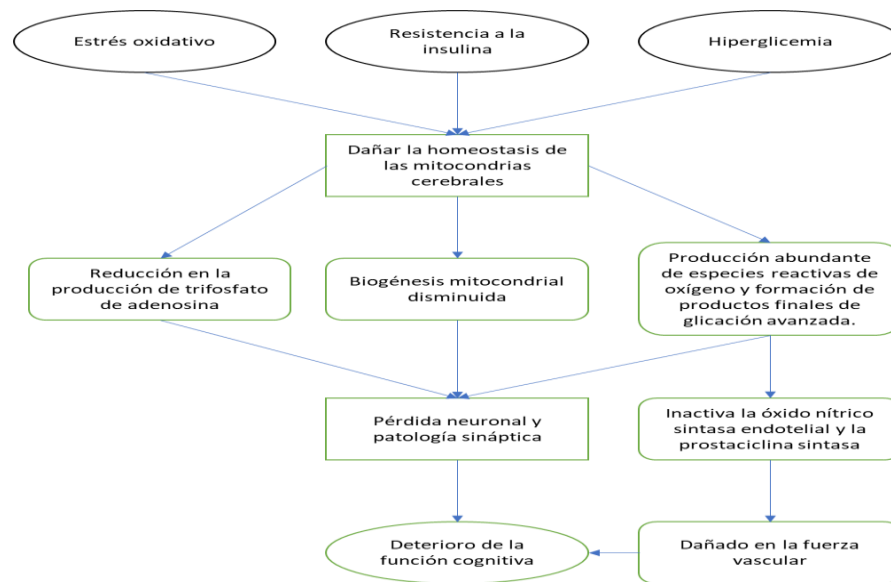 Estrés oxidativo
Resistencia a la
insulina
Hiperglicemia
Dañar la homeostasis de
las mitocondrias
cerebrales
Reducción en la
producción de trifosfato
de adenosina
Biogénesis mitocondrial
disminuida
Producción abundante
de especies reactivas de
oxígeno y formación de
productos finales de
glicación avanzada.
Pérdida neuronal y
patología sináptica
Inactiva la óxido nítrico
sintasa endotelial y la
prostaciclina sintasa
Deterioro de la
función cognitiva
Dañado en la fuerza
vascular